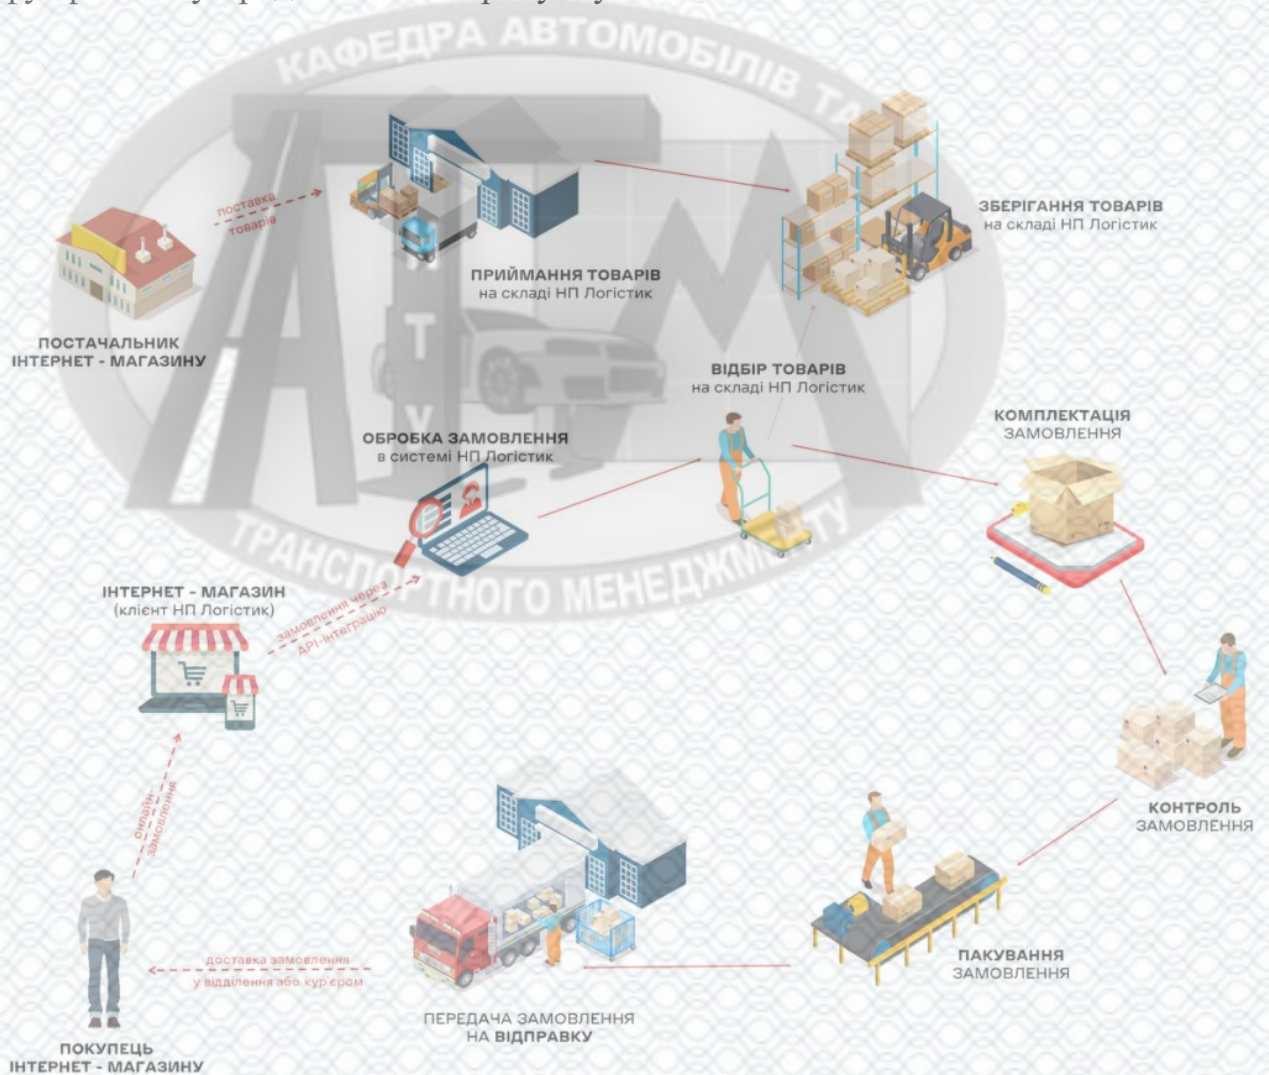 КАФЕДРА АВТОМОБІЛІВ ТА
ТРАНСПОРТНОГО МЕНЕДЖМЕНТУ
АТМ
ТУ
поставка
товарів
ПОСТАЧАЛЬНИК
ІНТЕРНЕТ - МАГАЗИНУ
ПРИЙМАННЯ ТОВАРІВ
на складі НП Логістик
ЗБЕРІГАННЯ ТОВАРІВ
на складі НП Логістик
ВІДБІР ТОВАРІВ
на складі НП Логістик
ОБРОБКА ЗАМОВЛЕННЯ
в системі НП Логістик
КОМПЛЕКТАЦІЯ
ЗАМОВЛЕННЯ
ІНТЕРНЕТ - МАГАЗИН
(клієнт НП Логістик)
замовлення через
API-інтеграцію
онлайн-
замовлення
КОНТРОЛЬ
ЗАМОВЛЕННЯ
ПАКУВАННЯ
ЗАМОВЛЕННЯ
доставка замовлення
у відділення або кур'єром
ПЕРЕДАЧА ЗАМОВЛЕННЯ
НА ВІДПРАВКУ
ПОКУПЕЦЬ
ІНТЕРНЕТ - МАГАЗИНУ